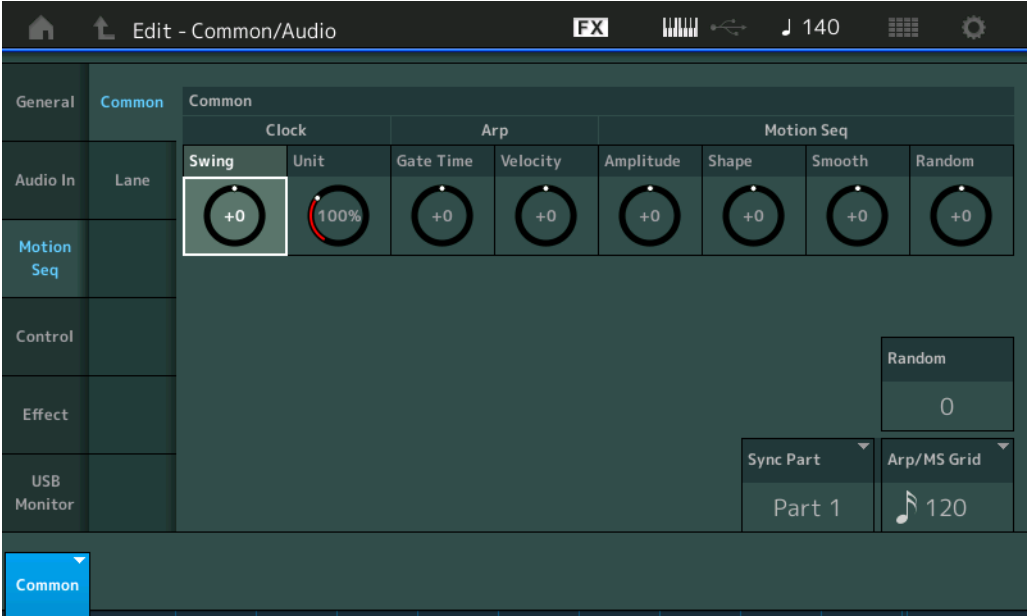 Edit - Common/Audio
FX
♩ 140
General
Audio In
Motion
Seq
Control
Effect
USB
Monitor
Common
Lane
Common
Clock
Arp
Motion Seq
Swing
Unit
Gate Time
Velocity
Amplitude
Shape
Smooth
Random
+0
100%
+0
+0
+0
+0
+0
+0
Random
0
Sync Part
Part 1
Arp/MS Grid
120
Common